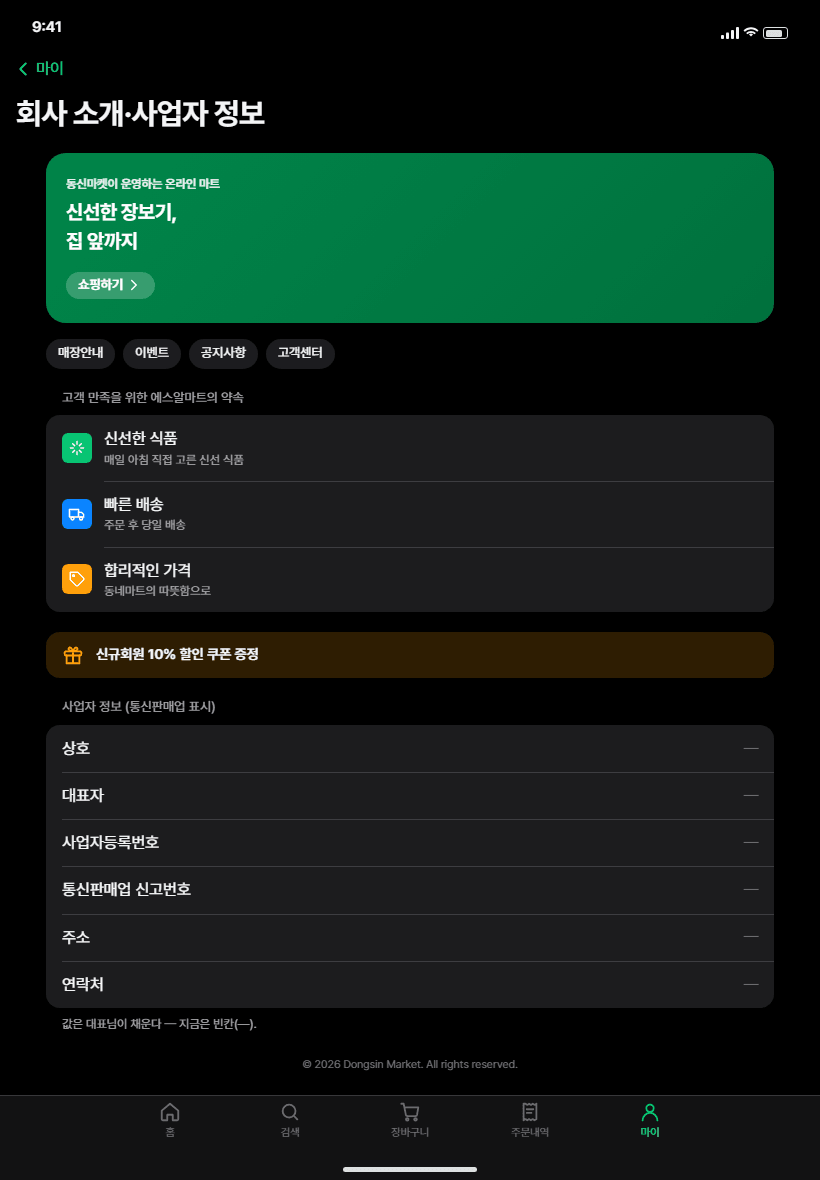 9:41
마이
회사 소개·사업자 정보
동신마켓이 운영하는 온라인 마트
신선한 장보기,
집 앞까지
쇼핑하기
매장안내
이벤트
공지사항
고객센터
고객 만족을 위한 에스알마트의 약속
신선한 식품
매일 아침 직접 고른 신선 식품
빠른 배송
주문 후 당일 배송
합리적인 가격
동네마트의 따뜻함으로
신규회원 10% 할인 쿠폰 증정
사업자 정보 (통신판매업 표시)
상호 —
대표자 —
사업자등록번호 —
통신판매업 신고번호 —
주소 —
연락처 —
값은 대표님이 채운다 — 지금은 빈칸(—).
© 2026 Dongsin Market. All rights reserved.
홈
검색
장바구니
주문내역
마이